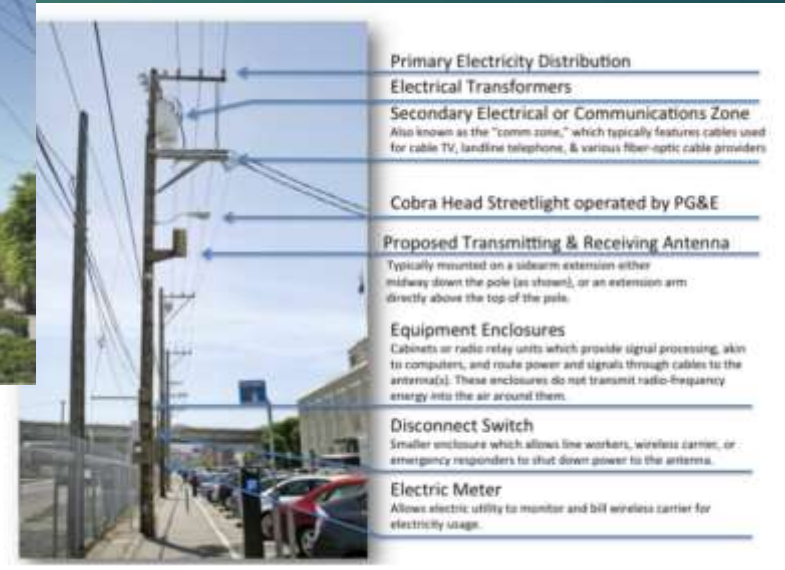 Primary Electricity Distribution
Electrical Transformers
Secondary Electrical or Communications Zone
Also known as the "comm zone," which typically features cables used
for cable TV, landline telephone, & various fiber-optic cable providers
Cobra Head Streetlight operated by PG&E
Proposed Transmitting & Receiving Antenna
Typically mounted on a sidearm extension either
midway down the pole (as shown), or an extension arm
directly above the top of the pole.
Equipment Enclosures
Cabinets or radio relay units which provide signal processing, akin
to computers, and route power and signals through cables to the
antenna(s). These enclosures do not transmit radio-frequency
energy into the air around them.
Disconnect Switch
Smaller enclosure which allows line workers, wireless carrier, or
emergency responders to shut down power to the antenna.
Electric Meter
Allows electric utility to monitor and bill wireless carrier for
electricity usage.